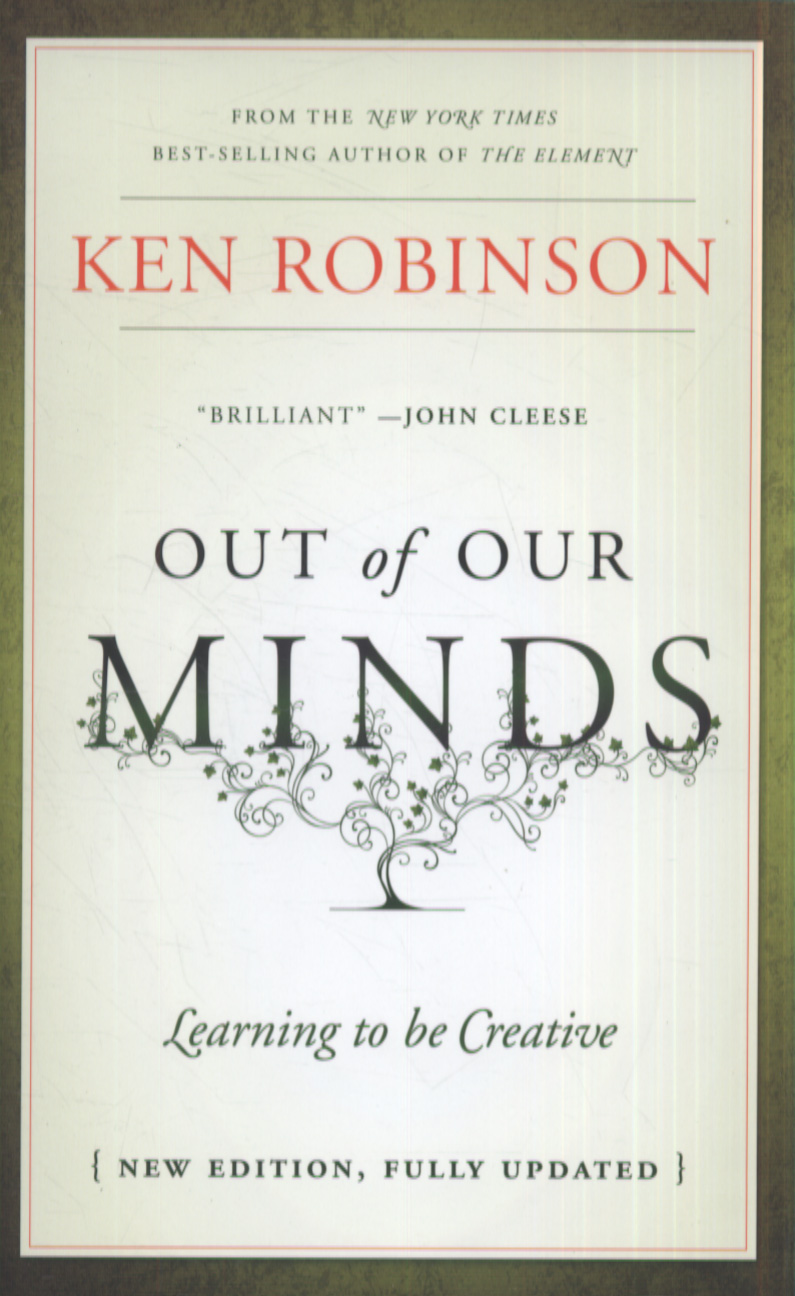 FROM THE NEW YORK TIMES
BEST-SELLING AUTHOR OF THE ELEMENT
KEN ROBINSON
“BRILLIANT” —JOHN CLEESE
OUT of OUR
MINDS
Learning to be Creative
{ NEW EDITION, FULLY UPDATED }